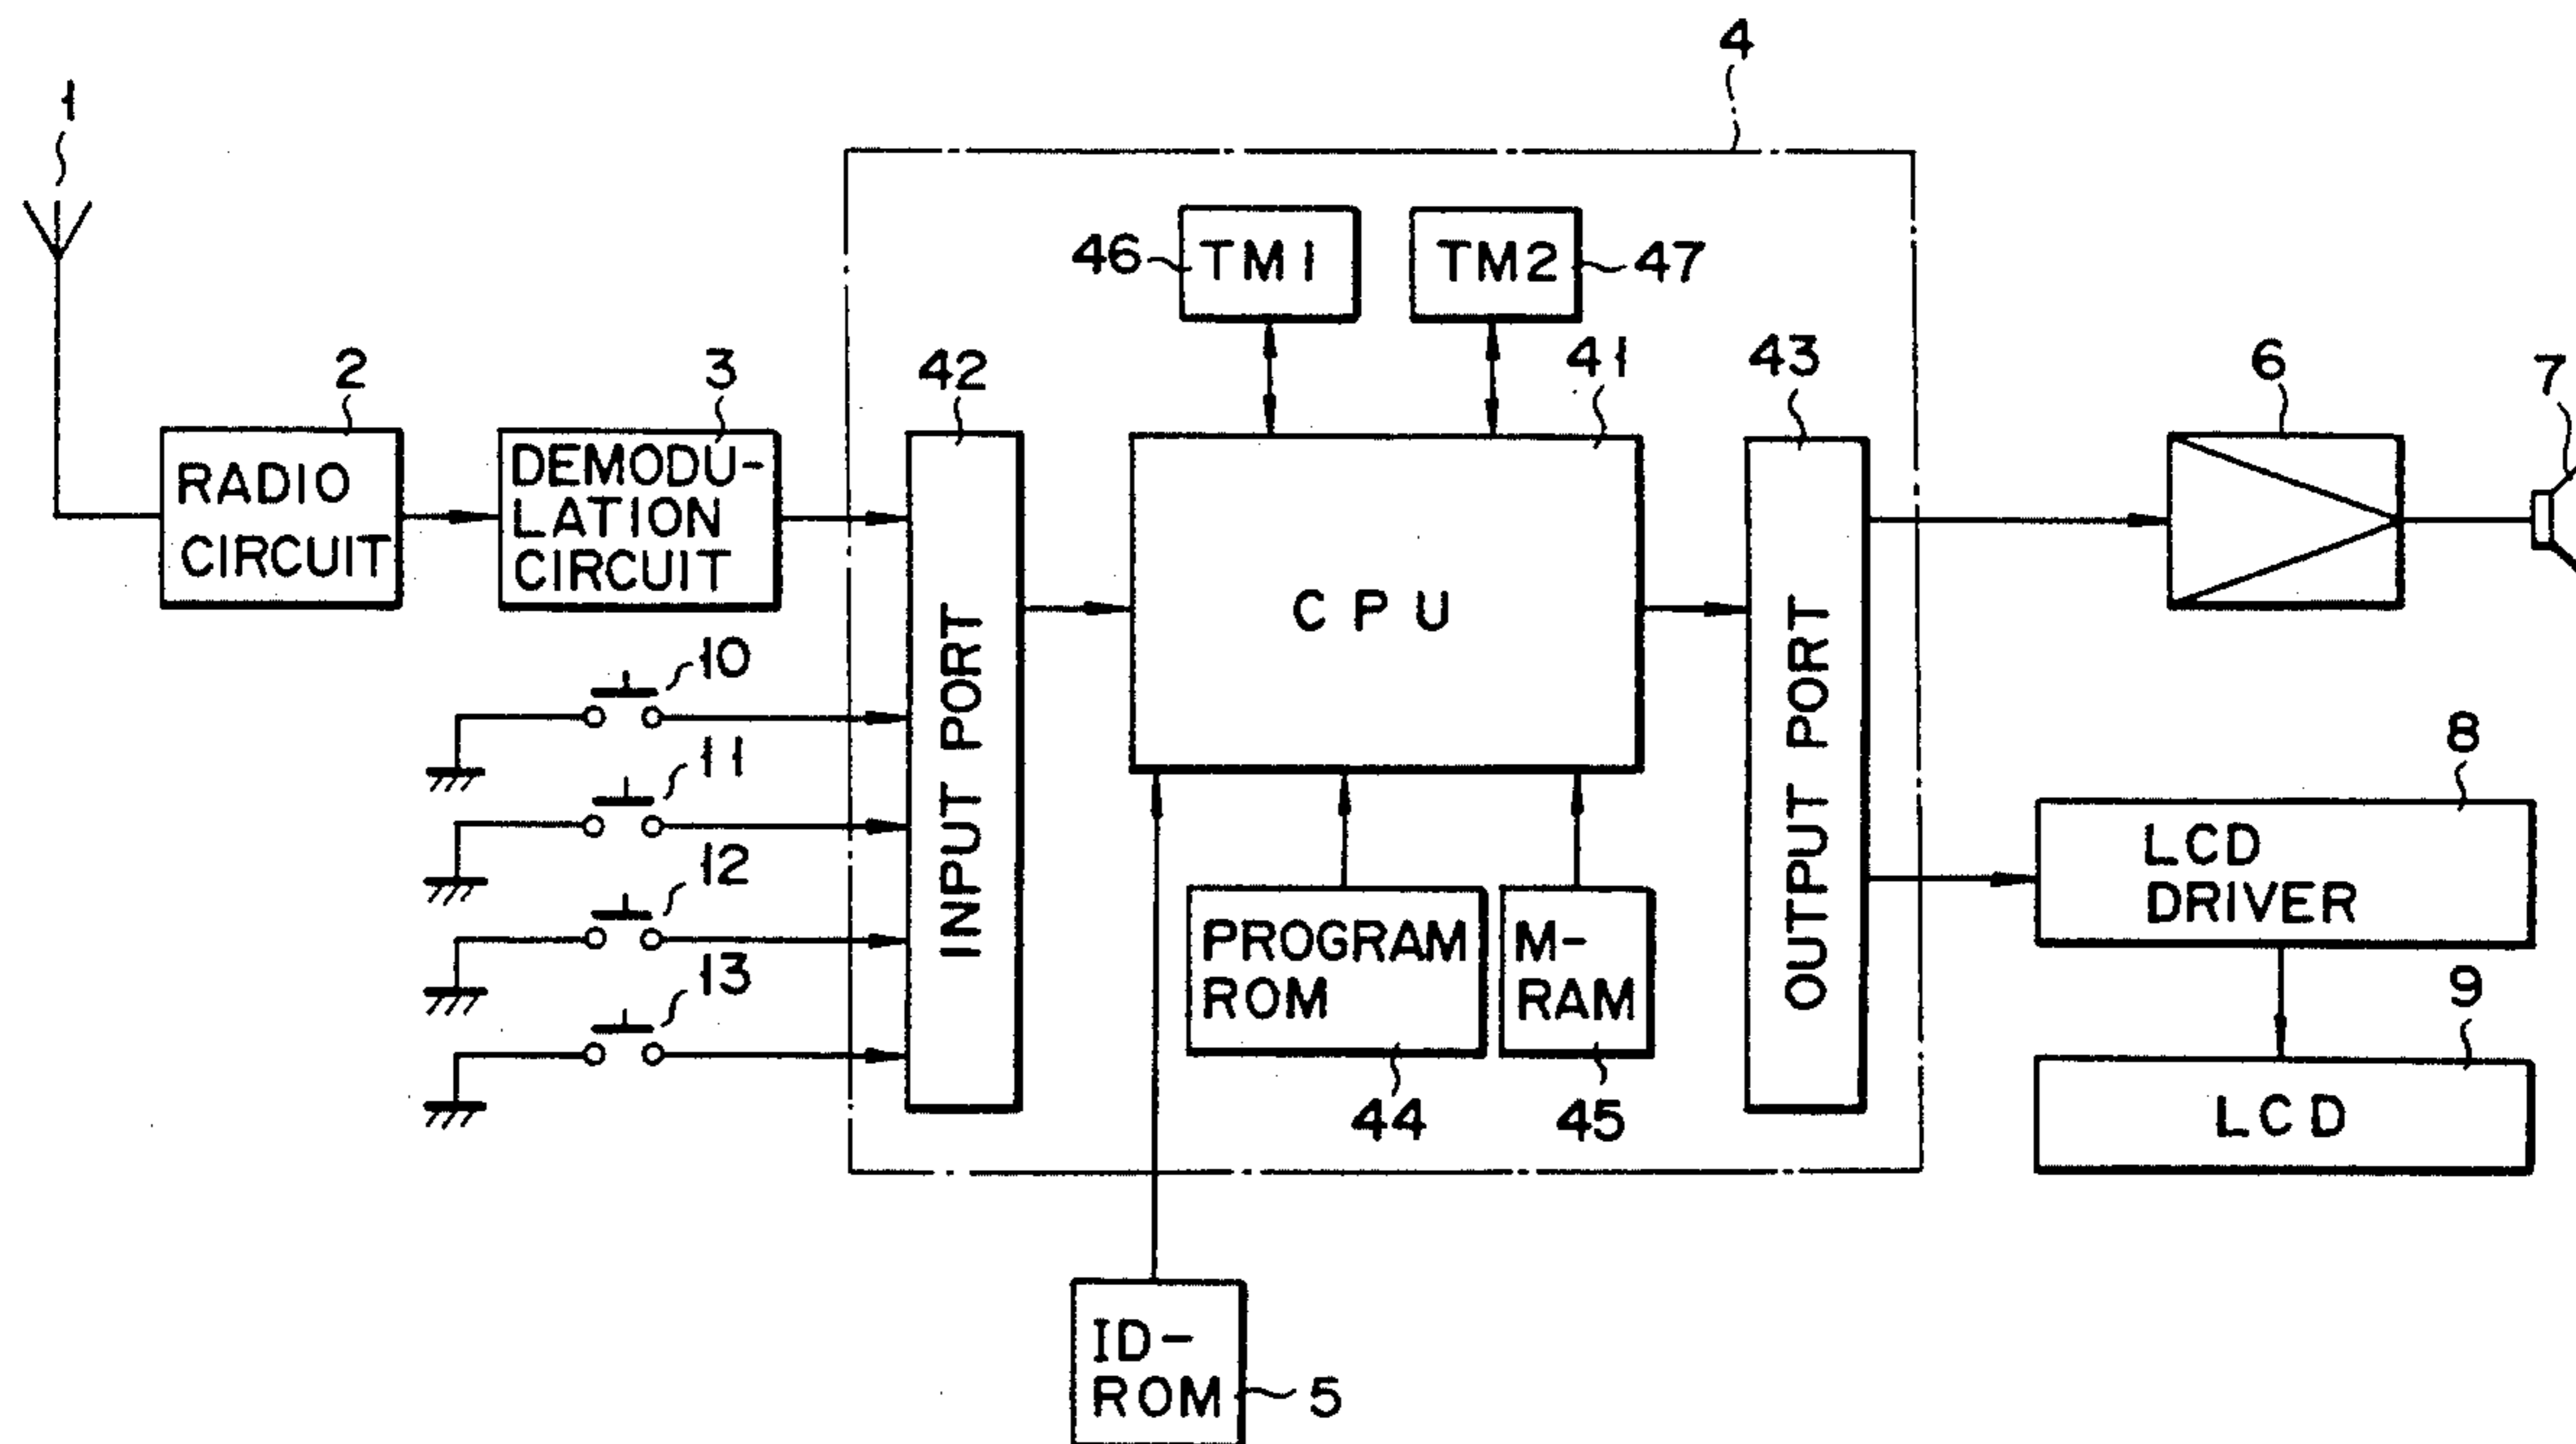 4
1
46
TM1
TM2
47
2
3
42
41
43
6
7
RADIO
CIRCUIT
DEMODU-
LATION
CIRCUIT
INPUT PORT
CPU
OUTPUT PORT
10
11
12
13
8
LCD
DRIVER
PROGRAM
ROM
M-
RAM
44
45
9
LCD
ID-
ROM
5